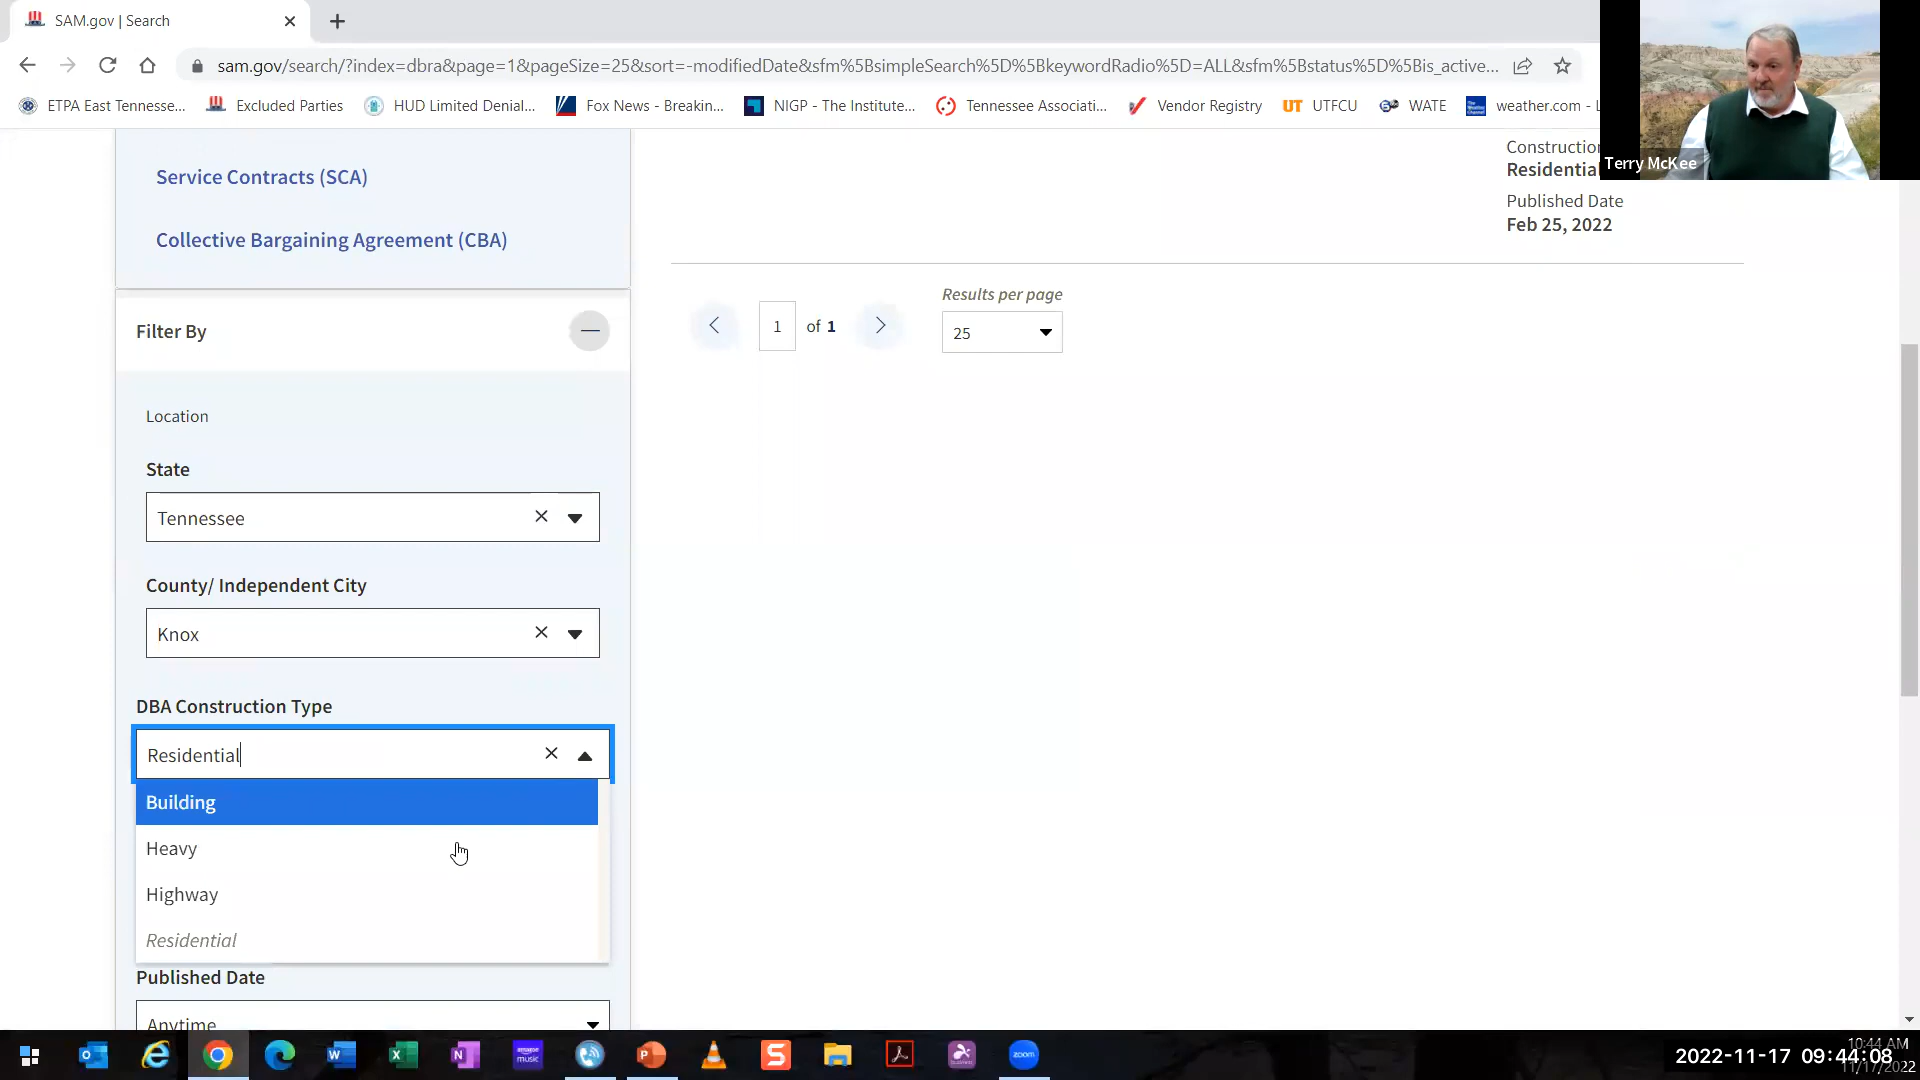 SAM.gov | Search
sam.gov/search/?index=dbra&page=1&pageSize=25&sort=-modifiedDate&sfm%5BsimpleSearch%5D%5BkeywordRadio%5D=ALL&sfm%5Bstatus%5D%5Bis_active...
ETPA East Tennesse... Excluded Parties HUD Limited Denial... Fox News - Breakin... NIGP - The Institute... Tennessee Associati... Vendor Registry UT UTFCU WATE weather.com - L
Terry McKee
Service Contracts (SCA)
Collective Bargaining Agreement (CBA)
Construction
Residential
Published Date
Feb 25, 2022
Filter By
Results per page
1 of 1
25
Location
State
Tennessee
County/ Independent City
Knox
DBA Construction Type
Residential
Building
Heavy
Highway
Residential
Published Date
Anytime
amazon music
zoom
10:44 AM
2022-11-17 09:44:08
11/17/2022